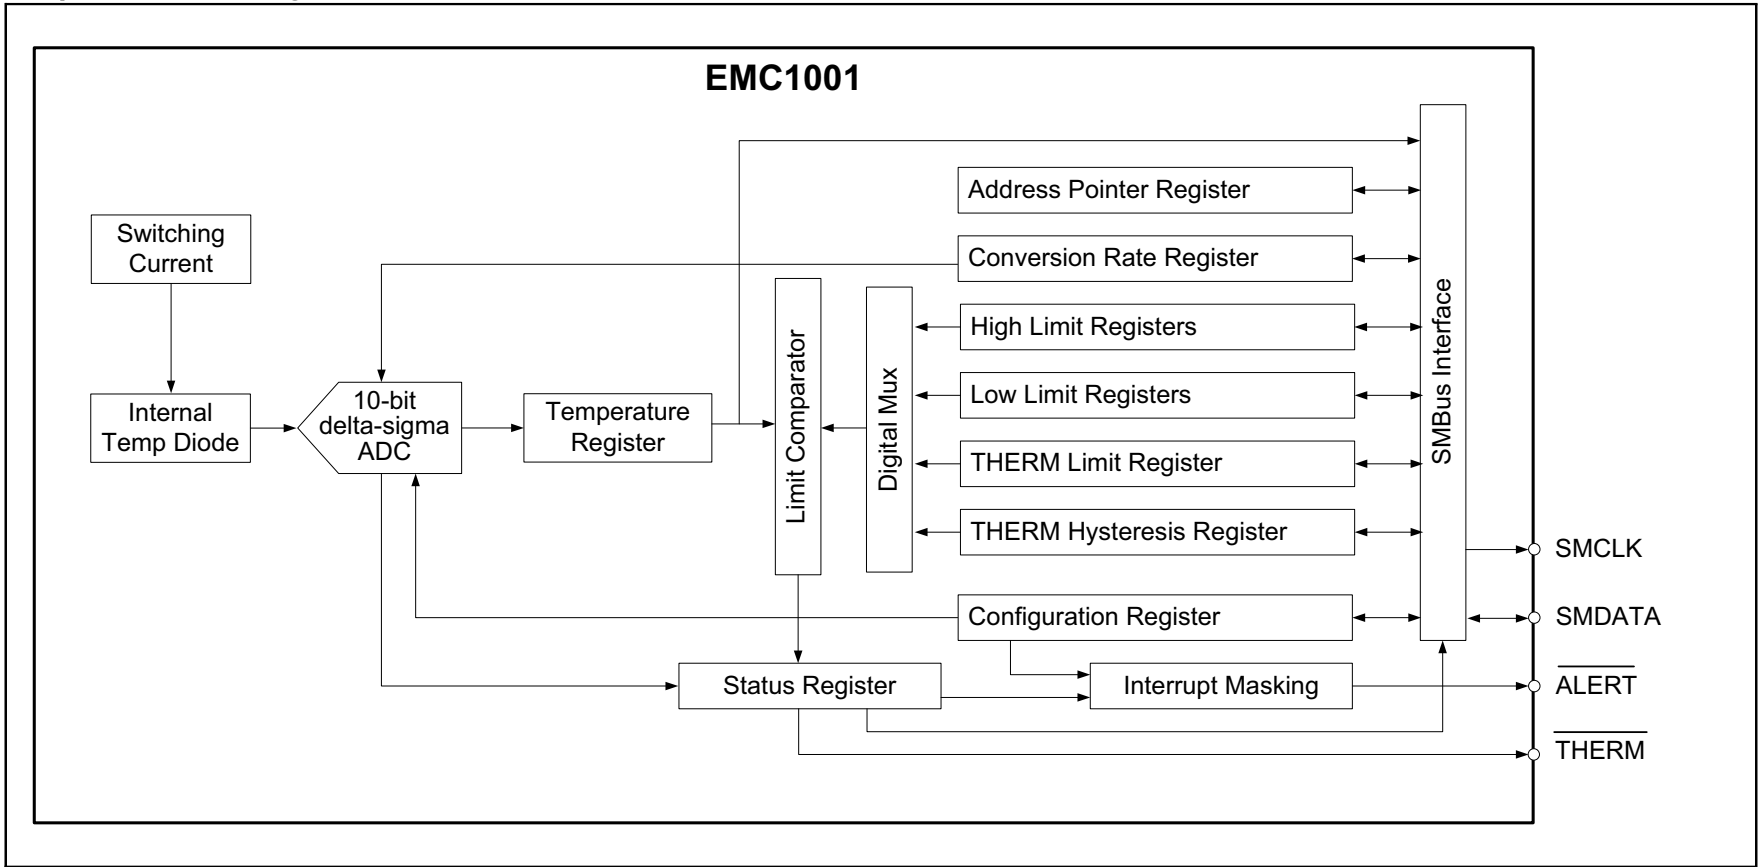 EMC1001
Switching
Current
Internal
Temp Diode
10-bit
delta-sigma
ADC
Temperature
Register
Limit Comparator
Digital Mux
Address Pointer Register
Conversion Rate Register
High Limit Registers
Low Limit Registers
THERM Limit Register
THERM Hysteresis Register
Configuration Register
Status Register
Interrupt Masking
SMBus Interface
SMCLK
SMDATA
ALERT
THERM